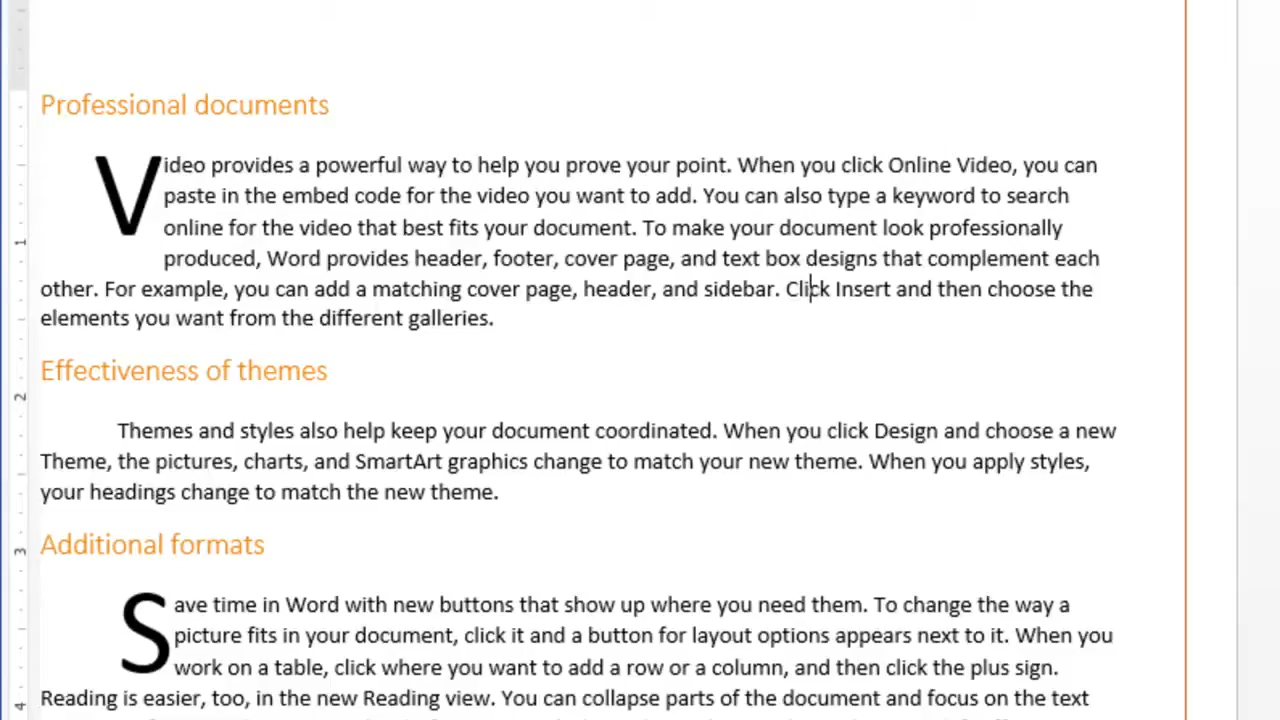 Professional documents
Video provides a powerful way to help you prove your point. When you click Online Video, you can
paste in the embed code for the video you want to add. You can also type a keyword to search
online for the video that best fits your document. To make your document look professionally
produced, Word provides header, footer, cover page, and text box designs that complement each
other. For example, you can add a matching cover page, header, and sidebar. Click Insert and then choose the
elements you want from the different galleries.
Effectiveness of themes
Themes and styles also help keep your document coordinated. When you click Design and choose a new
Theme, the pictures, charts, and SmartArt graphics change to match your new theme. When you apply styles,
your headings change to match the new theme.
Additional formats
Save time in Word with new buttons that show up where you need them. To change the way a
picture fits in your document, click it and a button for layout options appears next to it. When you
work on a table, click where you want to add a row or a column, and then click the plus sign.
Reading is easier, too, in the new Reading view. You can collapse parts of the document and focus on the text
1
2
3
4